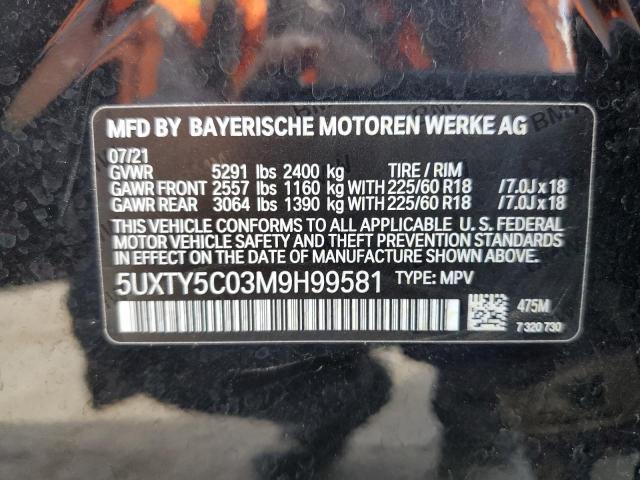 MFD BY BAYERISCHE MOTOREN WERKE AG
07/21
GVWR 5291 lbs 2400 kg TIRE / RIM
GAWR FRONT 2557 lbs 1160 kg WITH 225/60 R18 /7.0J x 18
GAWR REAR 3064 lbs 1390 kg WITH 225/60 R18 /7.0J x 18
THIS VEHICLE CONFORMS TO ALL APPLICABLE U. S. FEDERAL
MOTOR VEHICLE SAFETY AND THEFT PREVENTION STANDARDS
IN EFFECT ON THE DATE OF MANUFACTURE SHOWN ABOVE.
5UXTY5C03M9H99581 TYPE: MPV
475M
7 320 730